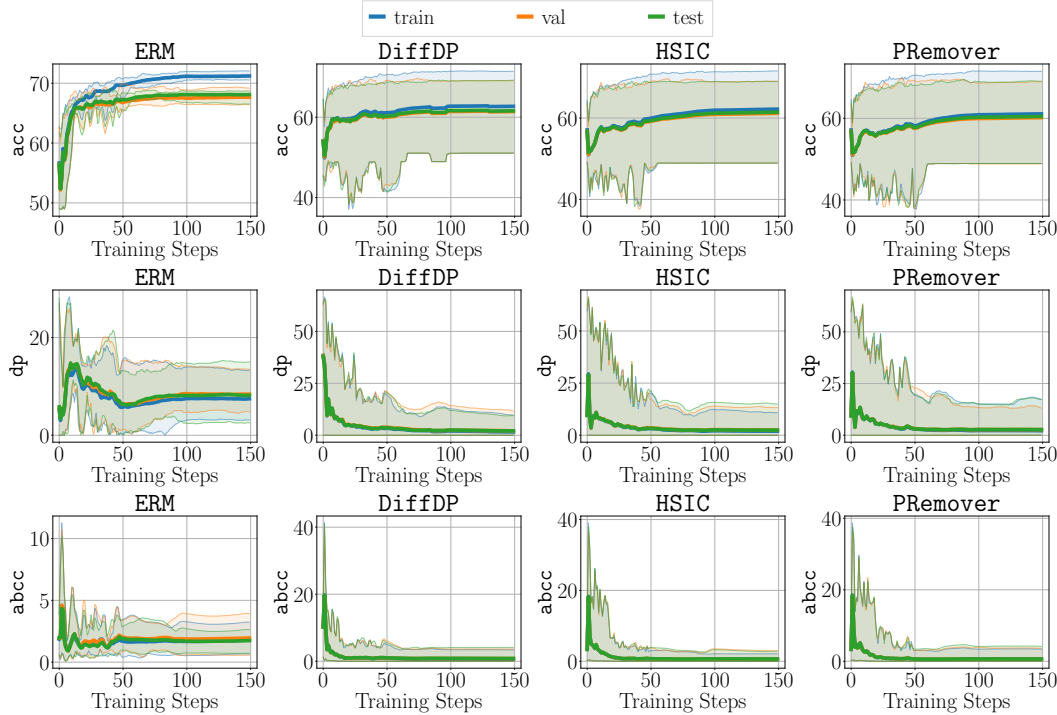 train val test
ERM DiffDP HSIC PRemover
acc 70 60 50 acc 60 40 acc 60 40 acc 60 40
0 50 100 150 0 50 100 150 0 50 100 150 0 50 100 150
Training Steps Training Steps Training Steps Training Steps
ERM DiffDP HSIC PRemover
dp 20 0 dp 50 25 0 dp 50 25 0 dp 50 25 0
0 50 100 150 0 50 100 150 0 50 100 150 0 50 100 150
Training Steps Training Steps Training Steps Training Steps
ERM DiffDP HSIC PRemover
abcc 10 5 0 abcc 40 20 0 abcc 40 20 0 abcc 40 20 0
0 50 100 150 0 50 100 150 0 50 100 150 0 50 100 150
Training Steps Training Steps Training Steps Training Steps